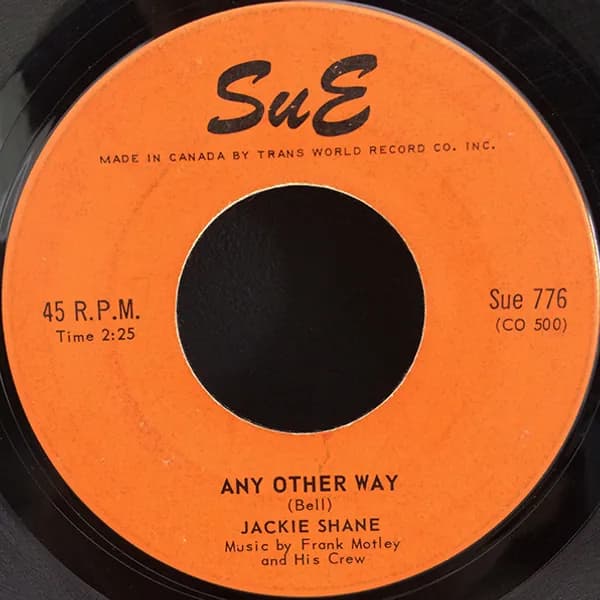 SuE
MADE IN CANADA BY TRANS WORLD RECORD CO. INC.
45 R.P.M.
Time 2:25
Sue 776
(CO 500)
ANY OTHER WAY
(Bell)
JACKIE SHANE
Music by Frank Motley
and His Crew